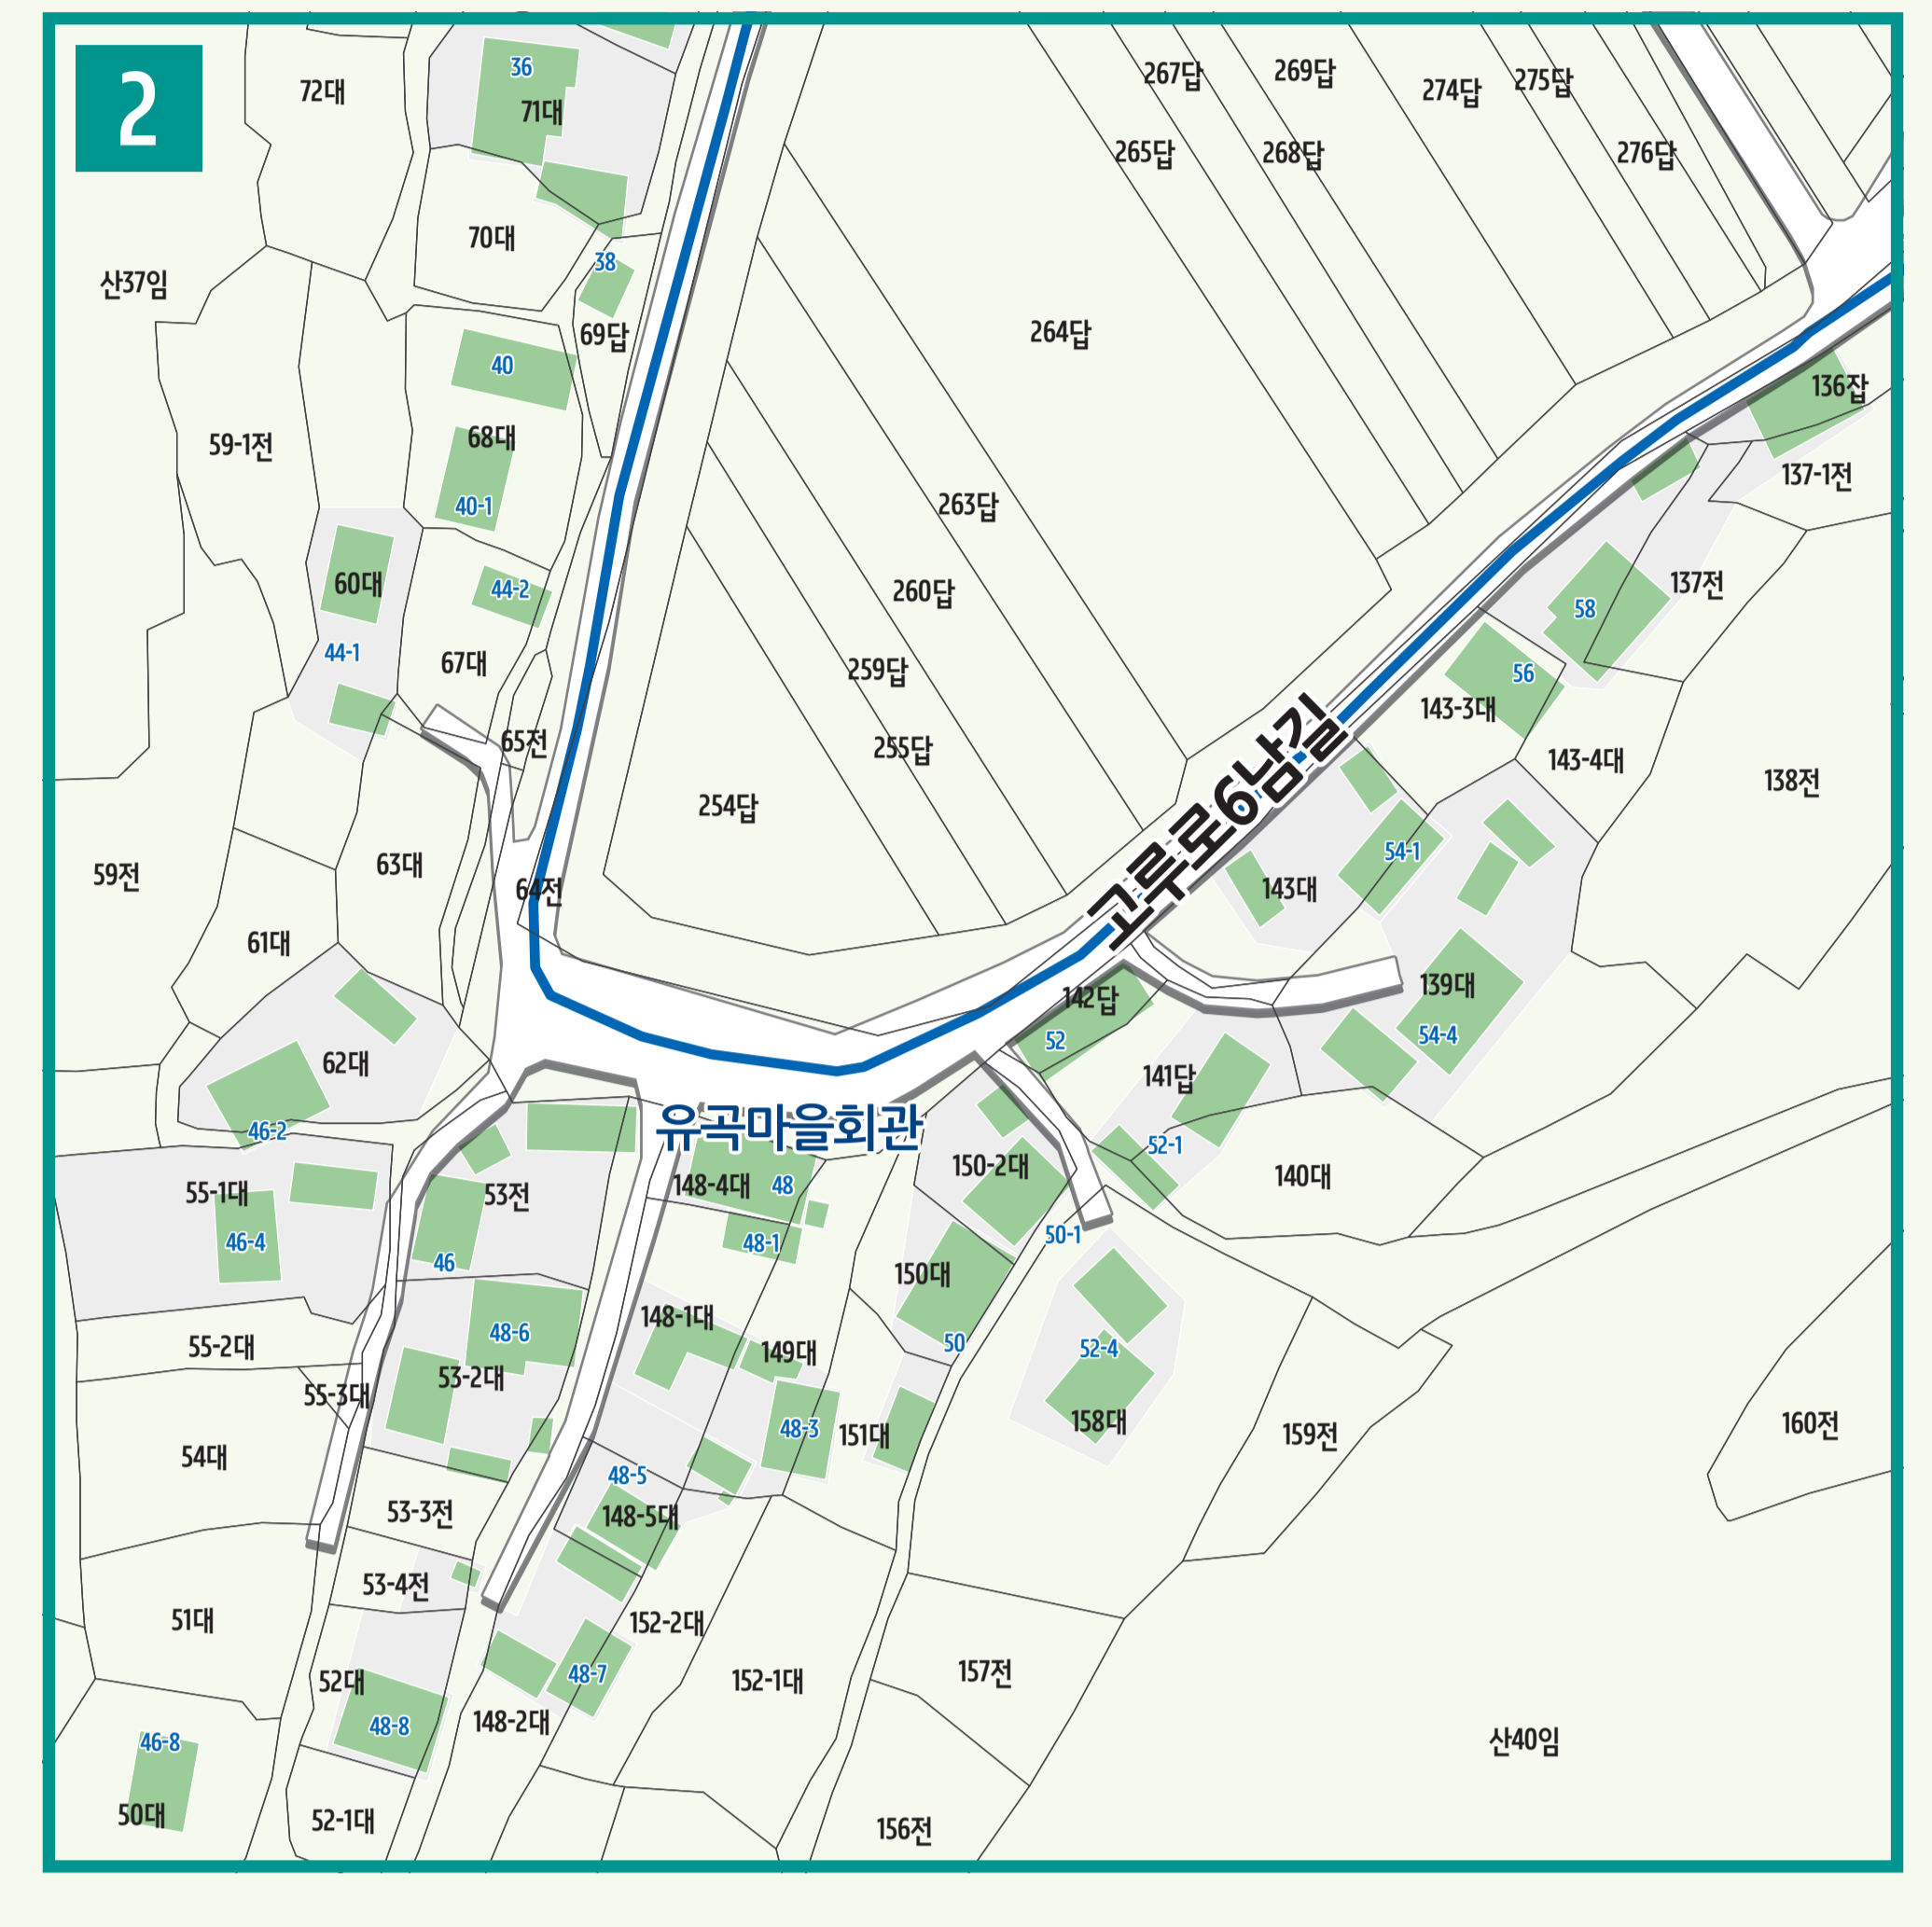 2
36
72대
71대
267답
269답
274답
275답
265답
268답
276답
70대
38
산37임
69답
264답
40
136잡
68대
59-1전
137-1전
40-1
263답
60대
44-2
260답
58
137전
44-1
67대
259답
56
143-3대
65전
255답
143-4대
138전
254답
고루로6남길
63대
54-1
59전
64전
143대
61대
139대
142답
54-4
52
62대
141답
46-2
유곡마을회관
52-1
150-2대
140대
148-4대
48
55-1대
53전
50-1
46-4
48-1
46
150대
148-1대
48-6
50
55-2대
149대
52-4
53-2대
55-3대
158대
160전
48-3
151대
159전
54대
48-5
53-3전
148-5대
53-4전
51대
152-2대
157전
52대
48-7
152-1대
148-2대
48-8
46-8
산40임
50대
52-1대
156전